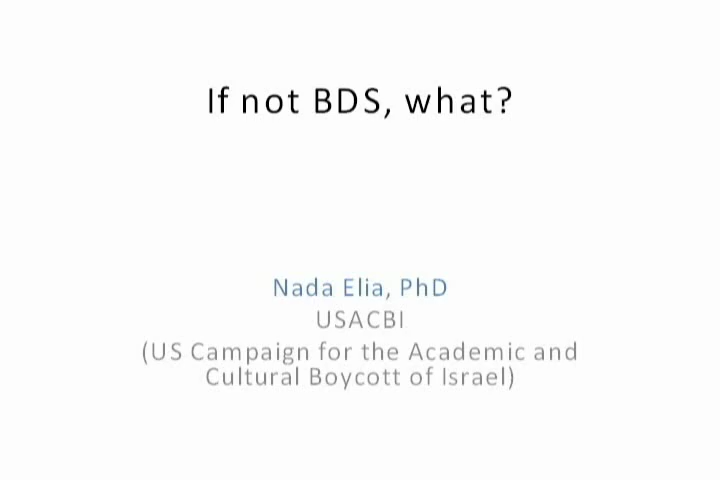 If not BDS, what?
Nada Elia, PhD
USACBI
(US Campaign for the Academic and
Cultural Boycott of Israel)